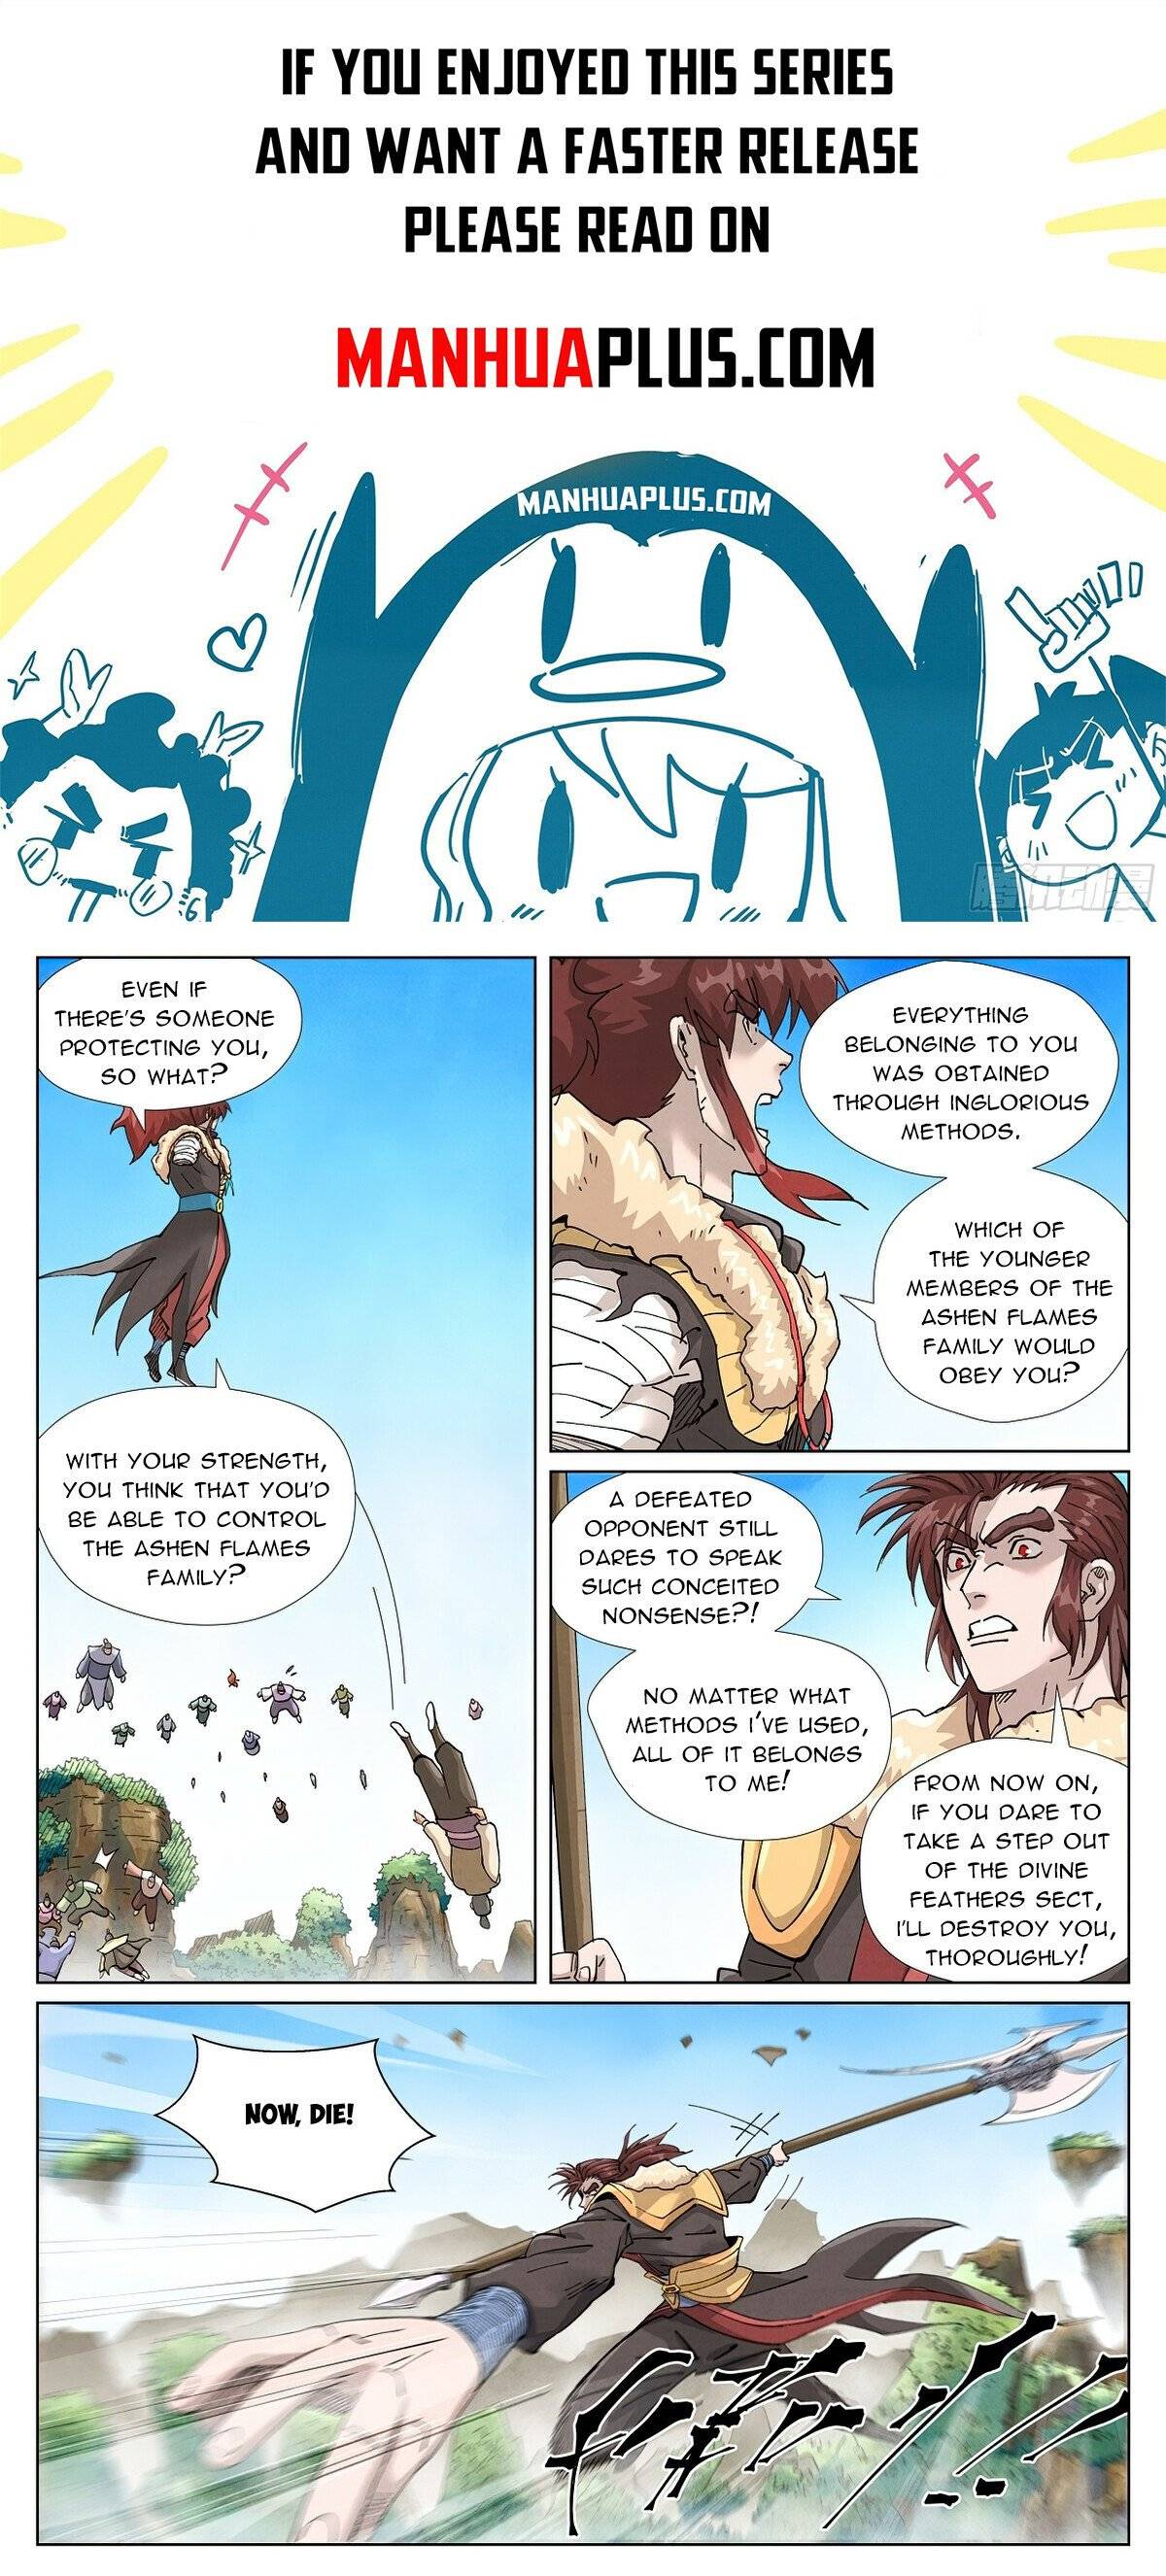 IF YOU ENJOYED THIS SERIES
AND WANT A FASTER RELEASE
PLEASE READ ON
MANHUAPLUS.COM
MANHUAPLUS.COM
腾讯动漫
EVEN IF
THERE'S SOMEONE
PROTECTING YOU,
SO WHAT?
EVERYTHING
BELONGING TO YOU
WAS OBTAINED
THROUGH INGLORIOUS
METHODS.
WHICH OF
THE YOUNGER
MEMBERS OF THE
ASHEN FLAMES
FAMILY WOULD
OBEY YOU?
WITH YOUR STRENGTH,
YOU THINK THAT YOU'D
BE ABLE TO CONTROL
THE ASHEN FLAMES
FAMILY?
A DEFEATED
OPPONENT STILL
DARES TO SPEAK
SUCH CONCEITED
NONSENSE?!
NO MATTER WHAT
METHODS I'VE USED,
ALL OF IT BELONGS
TO ME!
FROM NOW ON,
IF YOU DARE TO
TAKE A STEP OUT
OF THE DIVINE
FEATHERS SECT,
I'LL DESTROY YOU,
THOROUGHLY!
NOW, DIE!